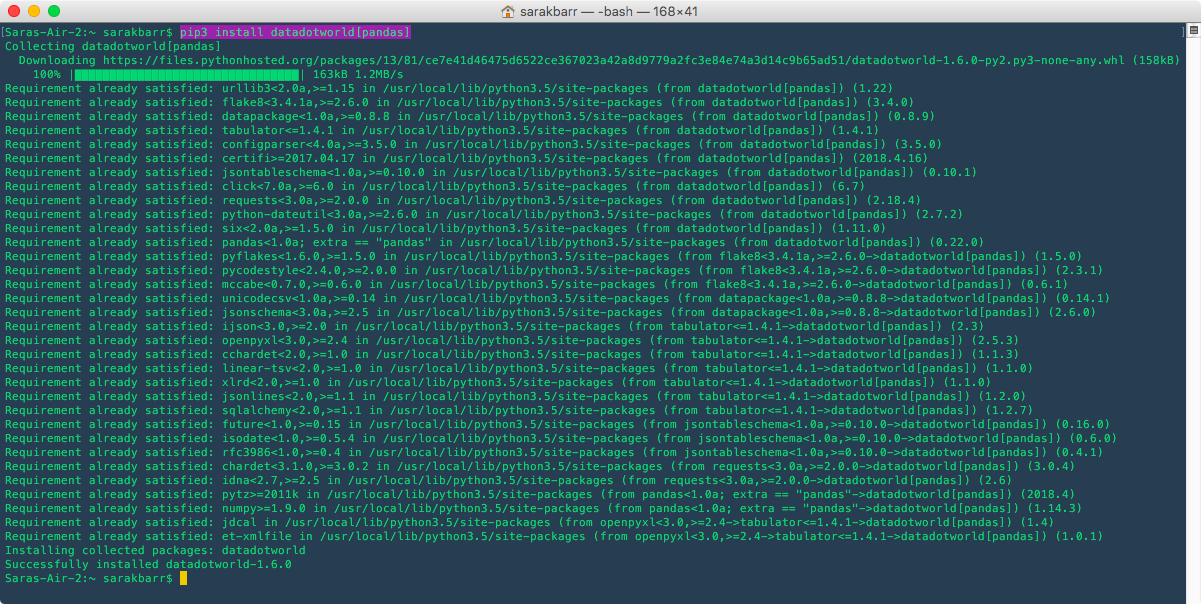 sarakbarr — -bash — 168×41
[Saras-Air-2:~ sarakbarr$ pip3 install datadotworld[pandas]]
Collecting datadotworld[pandas]
Downloading https://files.pythonhosted.org/packages/13/81/ce7e41d46475d6522ce367023a42a8d9779a2fc3e84e74a3d14c9b65ad51/datadotworld-1.6.0-py2.py3-none-any.whl (158kB)
100% |████████████████████████████████| 163kB 1.2MB/s
Requirement already satisfied: urllib3<2.0a,>=1.15 in /usr/local/lib/python3.5/site-packages (from datadotworld[pandas]) (1.22)
Requirement already satisfied: flake8<3.4.1a,>=2.6.0 in /usr/local/lib/python3.5/site-packages (from datadotworld[pandas]) (3.4.0)
Requirement already satisfied: datapackage<1.0a,>=0.8.8 in /usr/local/lib/python3.5/site-packages (from datadotworld[pandas]) (0.8.9)
Requirement already satisfied: tabulator<=1.4.1 in /usr/local/lib/python3.5/site-packages (from datadotworld[pandas]) (1.4.1)
Requirement already satisfied: configparser<4.0a,>=3.5.0 in /usr/local/lib/python3.5/site-packages (from datadotworld[pandas]) (3.5.0)
Requirement already satisfied: certifi>=2017.04.17 in /usr/local/lib/python3.5/site-packages (from datadotworld[pandas]) (2018.4.16)
Requirement already satisfied: jsontableschema<1.0a,>=0.10.0 in /usr/local/lib/python3.5/site-packages (from datadotworld[pandas]) (0.10.1)
Requirement already satisfied: click<7.0a,>=6.0 in /usr/local/lib/python3.5/site-packages (from datadotworld[pandas]) (6.7)
Requirement already satisfied: requests<3.0a,>=2.0.0 in /usr/local/lib/python3.5/site-packages (from datadotworld[pandas]) (2.18.4)
Requirement already satisfied: python-dateutil<3.0a,>=2.6.0 in /usr/local/lib/python3.5/site-packages (from datadotworld[pandas]) (2.7.2)
Requirement already satisfied: six<2.0a,>=1.5.0 in /usr/local/lib/python3.5/site-packages (from datadotworld[pandas]) (1.11.0)
Requirement already satisfied: pandas<1.0a; extra == "pandas" in /usr/local/lib/python3.5/site-packages (from datadotworld[pandas]) (0.22.0)
Requirement already satisfied: pyflakes<1.6.0,>=1.5.0 in /usr/local/lib/python3.5/site-packages (from flake8<3.4.1a,>=2.6.0->datadotworld[pandas]) (1.5.0)
Requirement already satisfied: pycodestyle<2.4.0,>=2.0.0 in /usr/local/lib/python3.5/site-packages (from flake8<3.4.1a,>=2.6.0->datadotworld[pandas]) (2.3.1)
Requirement already satisfied: mccabe<0.7.0,>=0.6.0 in /usr/local/lib/python3.5/site-packages (from flake8<3.4.1a,>=2.6.0->datadotworld[pandas]) (0.6.1)
Requirement already satisfied: unicodecsv<1.0a,>=0.14 in /usr/local/lib/python3.5/site-packages (from datapackage<1.0a,>=0.8.8->datadotworld[pandas]) (0.14.1)
Requirement already satisfied: jsonschema<3.0a,>=2.5 in /usr/local/lib/python3.5/site-packages (from datapackage<1.0a,>=0.8.8->datadotworld[pandas]) (2.6.0)
Requirement already satisfied: ijson<3.0,>=2.0 in /usr/local/lib/python3.5/site-packages (from tabulator<=1.4.1->datadotworld[pandas]) (2.3)
Requirement already satisfied: openpyxl<3.0,>=2.4 in /usr/local/lib/python3.5/site-packages (from tabulator<=1.4.1->datadotworld[pandas]) (2.5.3)
Requirement already satisfied: cchardet<2.0,>=1.0 in /usr/local/lib/python3.5/site-packages (from tabulator<=1.4.1->datadotworld[pandas]) (1.1.3)
Requirement already satisfied: linear-tsv<2.0,>=1.0 in /usr/local/lib/python3.5/site-packages (from tabulator<=1.4.1->datadotworld[pandas]) (1.1.0)
Requirement already satisfied: xlrd<2.0,>=1.0 in /usr/local/lib/python3.5/site-packages (from tabulator<=1.4.1->datadotworld[pandas]) (1.1.0)
Requirement already satisfied: jsonlines<2.0,>=1.1 in /usr/local/lib/python3.5/site-packages (from tabulator<=1.4.1->datadotworld[pandas]) (1.2.0)
Requirement already satisfied: sqlalchemy<2.0,>=1.1 in /usr/local/lib/python3.5/site-packages (from tabulator<=1.4.1->datadotworld[pandas]) (1.2.7)
Requirement already satisfied: future<1.0,>=0.15 in /usr/local/lib/python3.5/site-packages (from jsontableschema<1.0a,>=0.10.0->datadotworld[pandas]) (0.16.0)
Requirement already satisfied: isodate<1.0,>=0.5.4 in /usr/local/lib/python3.5/site-packages (from jsontableschema<1.0a,>=0.10.0->datadotworld[pandas]) (0.6.0)
Requirement already satisfied: rfc3986<1.0,>=0.4 in /usr/local/lib/python3.5/site-packages (from jsontableschema<1.0a,>=0.10.0->datadotworld[pandas]) (0.4.1)
Requirement already satisfied: chardet<3.1.0,>=3.0.2 in /usr/local/lib/python3.5/site-packages (from requests<3.0a,>=2.0.0->datadotworld[pandas]) (3.0.4)
Requirement already satisfied: idna<2.7,>=2.5 in /usr/local/lib/python3.5/site-packages (from requests<3.0a,>=2.0.0->datadotworld[pandas]) (2.6)
Requirement already satisfied: pytz>=2011k in /usr/local/lib/python3.5/site-packages (from pandas<1.0a; extra == "pandas"->datadotworld[pandas]) (2018.4)
Requirement already satisfied: numpy>=1.9.0 in /usr/local/lib/python3.5/site-packages (from pandas<1.0a; extra == "pandas"->datadotworld[pandas]) (1.14.3)
Requirement already satisfied: jdcal in /usr/local/lib/python3.5/site-packages (from openpyxl<3.0,>=2.4->tabulator<=1.4.1->datadotworld[pandas]) (1.4)
Requirement already satisfied: et-xmlfile in /usr/local/lib/python3.5/site-packages (from openpyxl<3.0,>=2.4->tabulator<=1.4.1->datadotworld[pandas]) (1.0.1)
Installing collected packages: datadotworld
Successfully installed datadotworld-1.6.0
Saras-Air-2:~ sarakbarr$